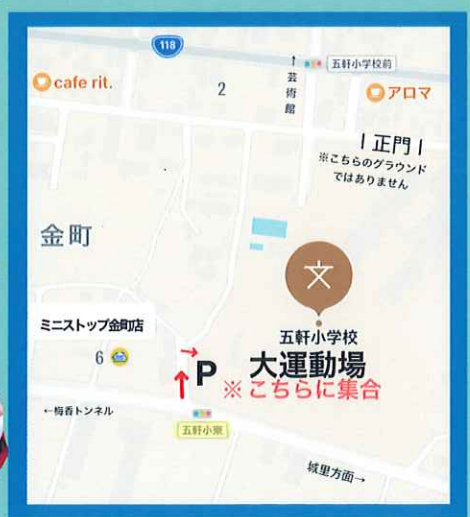 118
↑芸術館
五軒小学校前
cafe rit.
2
アロマ
|正門|
※こちらのグラウンド
ではありません
金町
文
ミニストップ金町店
6
五軒小学校
大運動場
P
※こちらに集合
←梅香トンネル
五軒小東
城里方面→